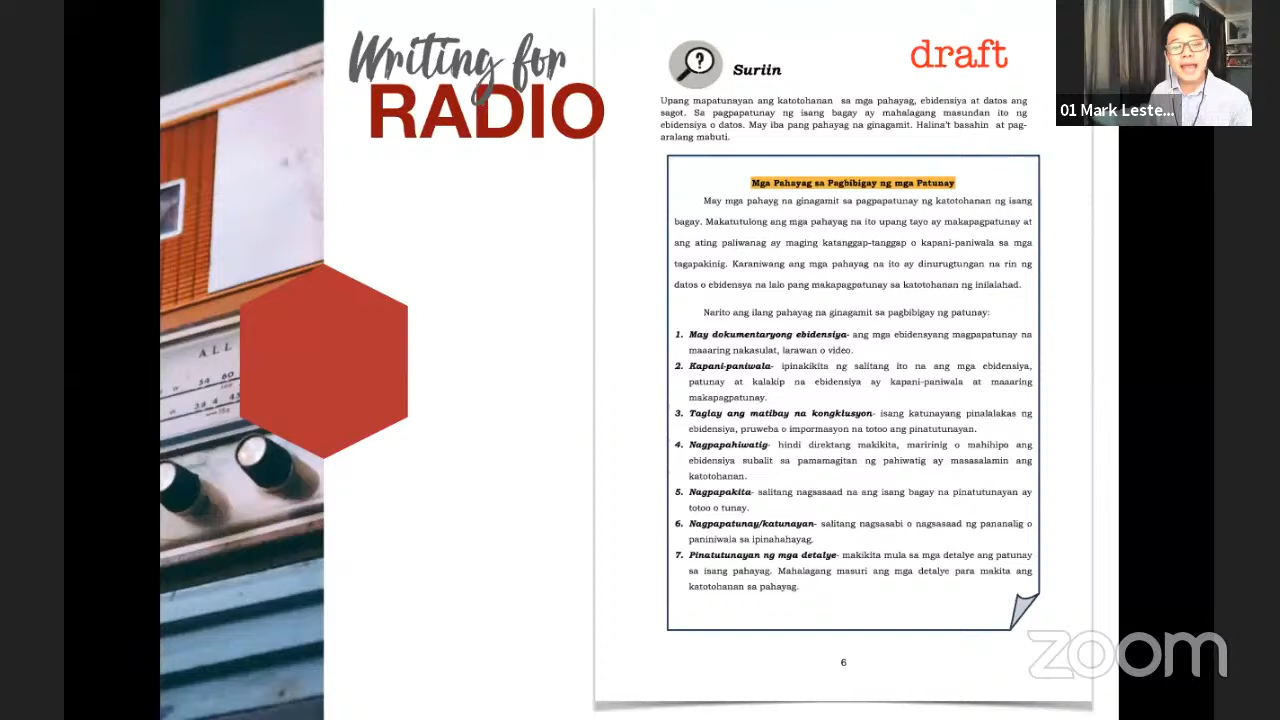 Writing for
RADIO
Suriin
draft
01 Mark Leste...
Upang mapatunayan ang katotohanan sa mga pahayag, ebidensiya at datos ang
sagot. Sa pagpapatunay ng isang bagay ay mahalagang masundan ito ng
ebidensiya o datos. May iba pang pahayag na ginagamit. Halina't basahin at pag-
aralang mabuti.
Mga Pahayag sa Pagbibigay ng mga Patunay
May mga pahayg na ginagamit sa pagpapatunay ng katotohanan ng isang
bagay. Makatutulong ang mga pahayag na ito upang tayo ay makapagpatunay at
ang ating paliwanag ay maging katanggap-tanggap o kapani-paniwala sa mga
tagapakinig. Karaniwang ang mga pahayag na ito ay dinurugtungan na rin ng
datos o ebidensya na lalo pang makapagpatunay sa katotohanan ng inilalahad.
Narito ang ilang pahayag na ginagamit sa pagbibigay ng patunay:
1. May dokumentaryong ebidensiya- ang mga ebidensyang magpapatunay na
maaaring nakasulat, larawan o video.
2. Kapani-paniwala- ipinakikita ng salitang ito na ang mga ebidensiya,
patunay at kalakip na ebidensiya ay kapani-paniwala at maaaring
makapagpatunay.
3. Taglay ang matibay na kongklusyon- isang katunayang pinalalakas ng
ebidensiya, pruweba o impormasyon na totoo ang pinatutunayan.
4. Nagpapahiwatig- hindi direktang makikita, maririnig o mahihipo ang
ebidensiya subalit sa pamamagitan ng pahiwatig ay masasalamin ang
katotohanan.
5. Nagpapakita- salitang nagsasaad na ang isang bagay na pinatutunayan ay
totoo o tunay.
6. Nagpapatunay/katunayan- salitang nagsasabi o nagsasaad ng pananalig o
paniniwala sa ipinahahayag.
7. Pinatutunayan ng mga detalye- makikita mula sa mga detalye ang patunay
sa isang pahayag. Mahalagang masuri ang mga detalye para makita ang
katotohanan sa pahayag.
6
zoom
ALL